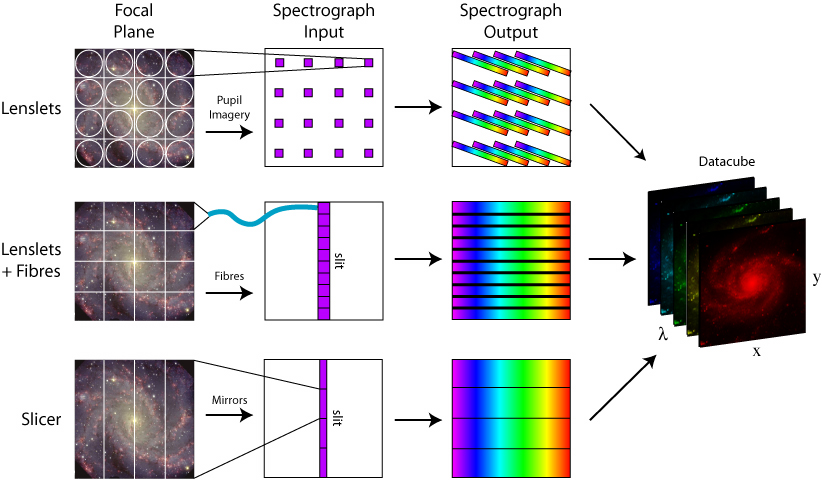 Focal
Plane
Spectrograph
Input
Spectrograph
Output
Lenslets
Pupil
Imagery
Datacube
Lenslets
+ Fibres
Fibres
slit
y
λ
x
Slicer
Mirrors
slit